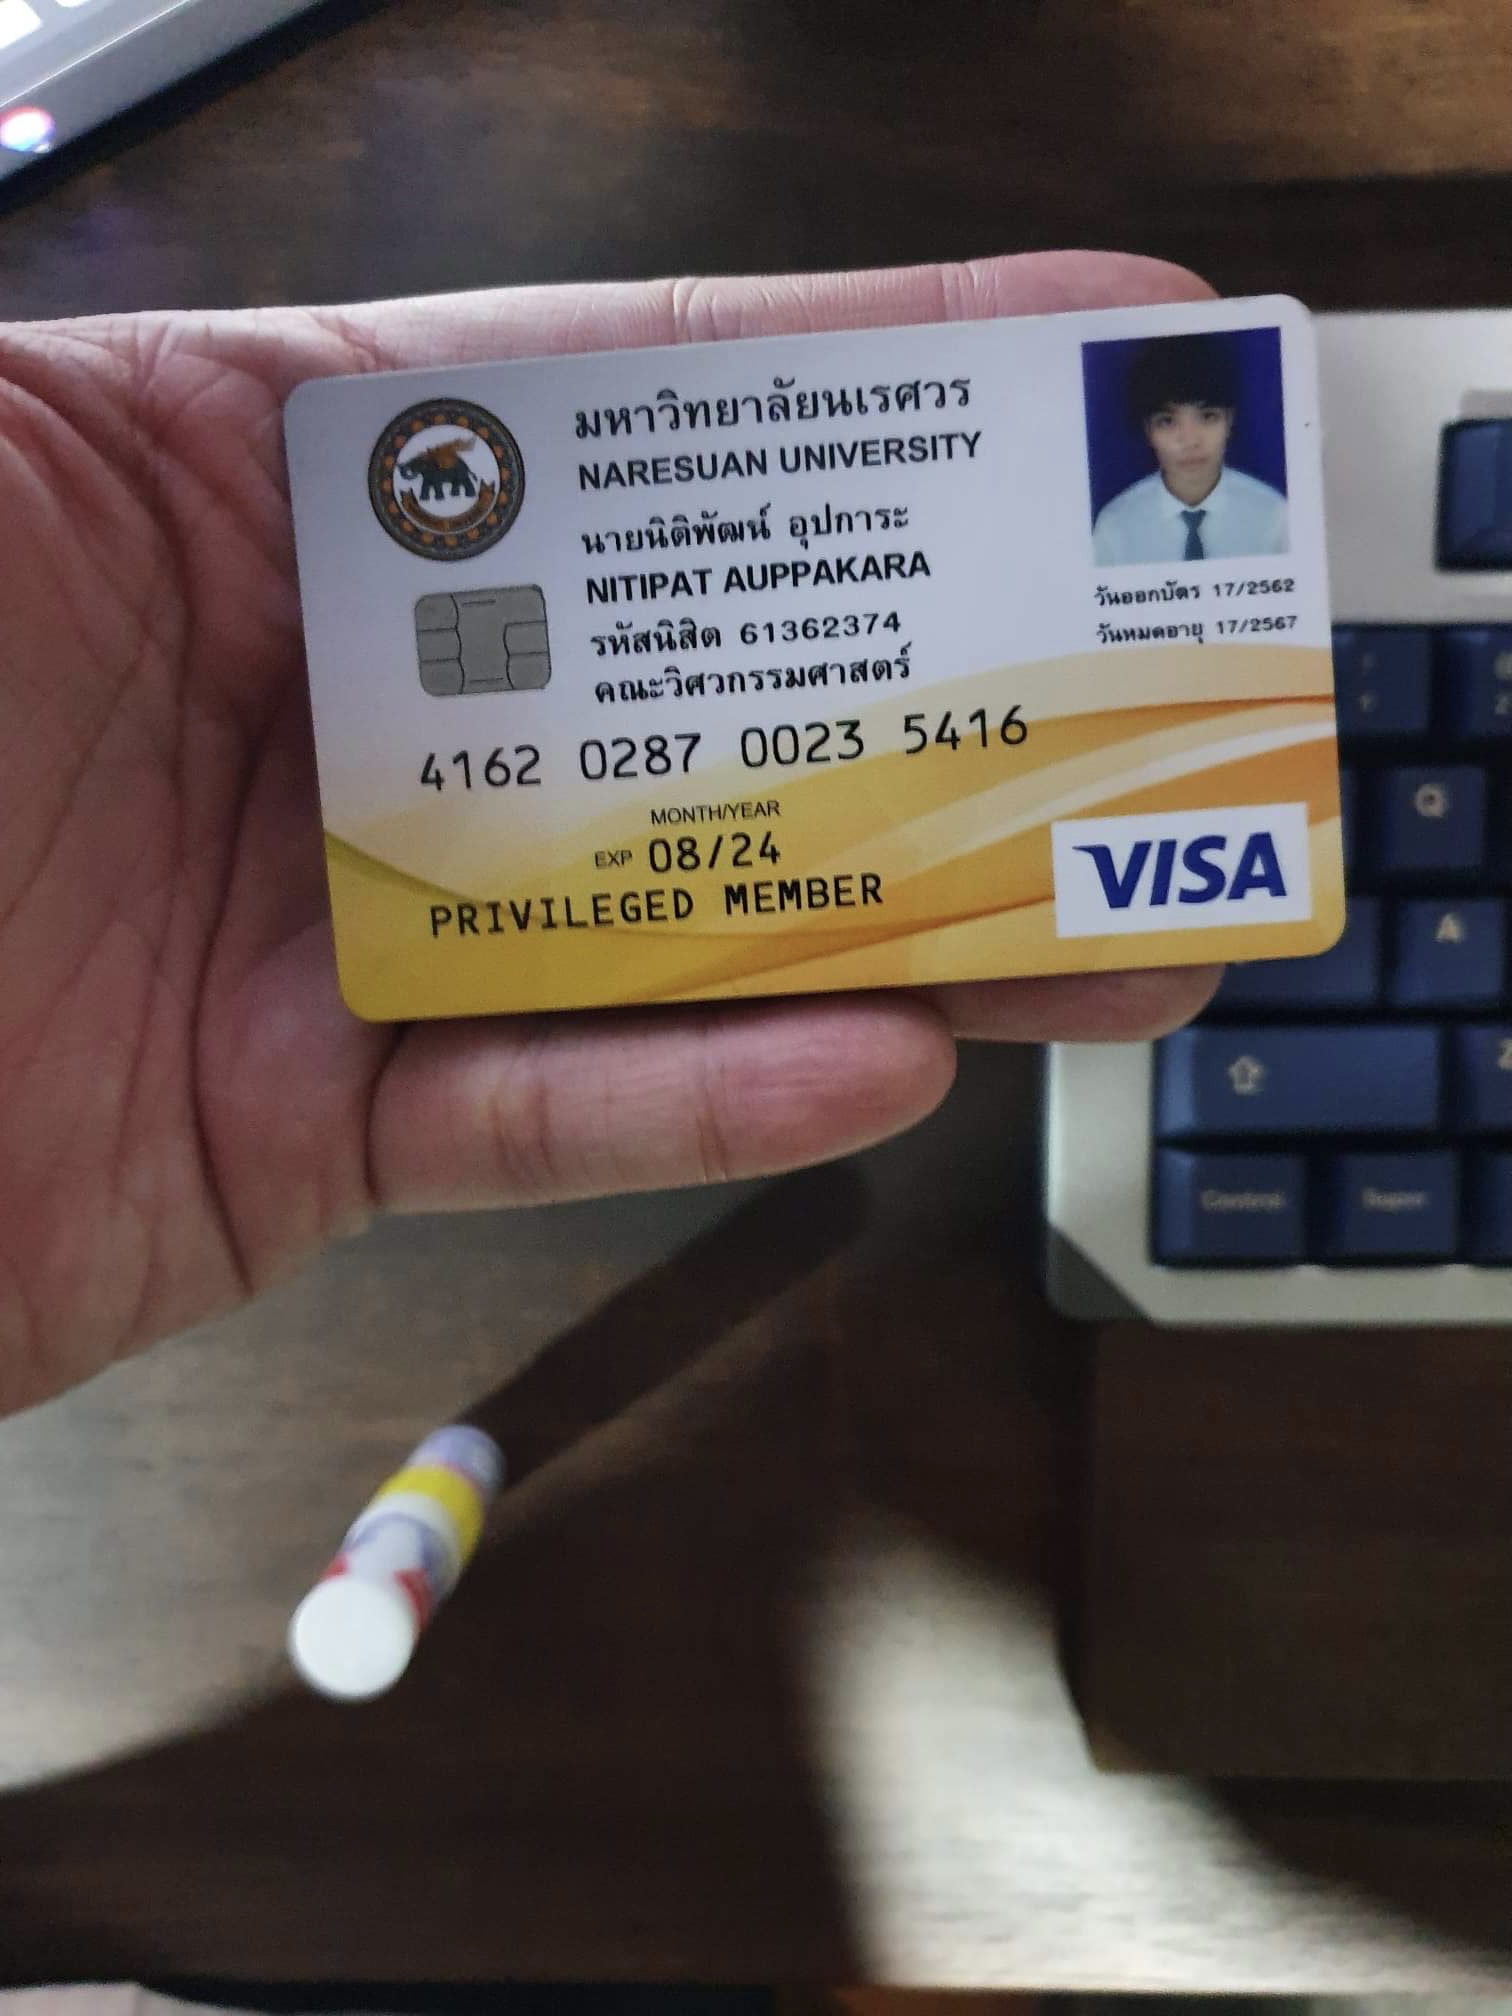 มหาวิทยาลัยนเรศวร
NARESUAN UNIVERSITY
นายนิติพัฒน์ อุปการะ
NITIPAT AUPPAKARA
รหัสนิสิต 61362374
คณะวิศวกรรมศาสตร์
วันออกบัตร 17/2562
วันหมดอายุ 17/2567
4162 0287 0023 5416
MONTH/YEAR
EXP 08/24
PRIVILEGED MEMBER
VISA
Q
A
Z
Control
Super